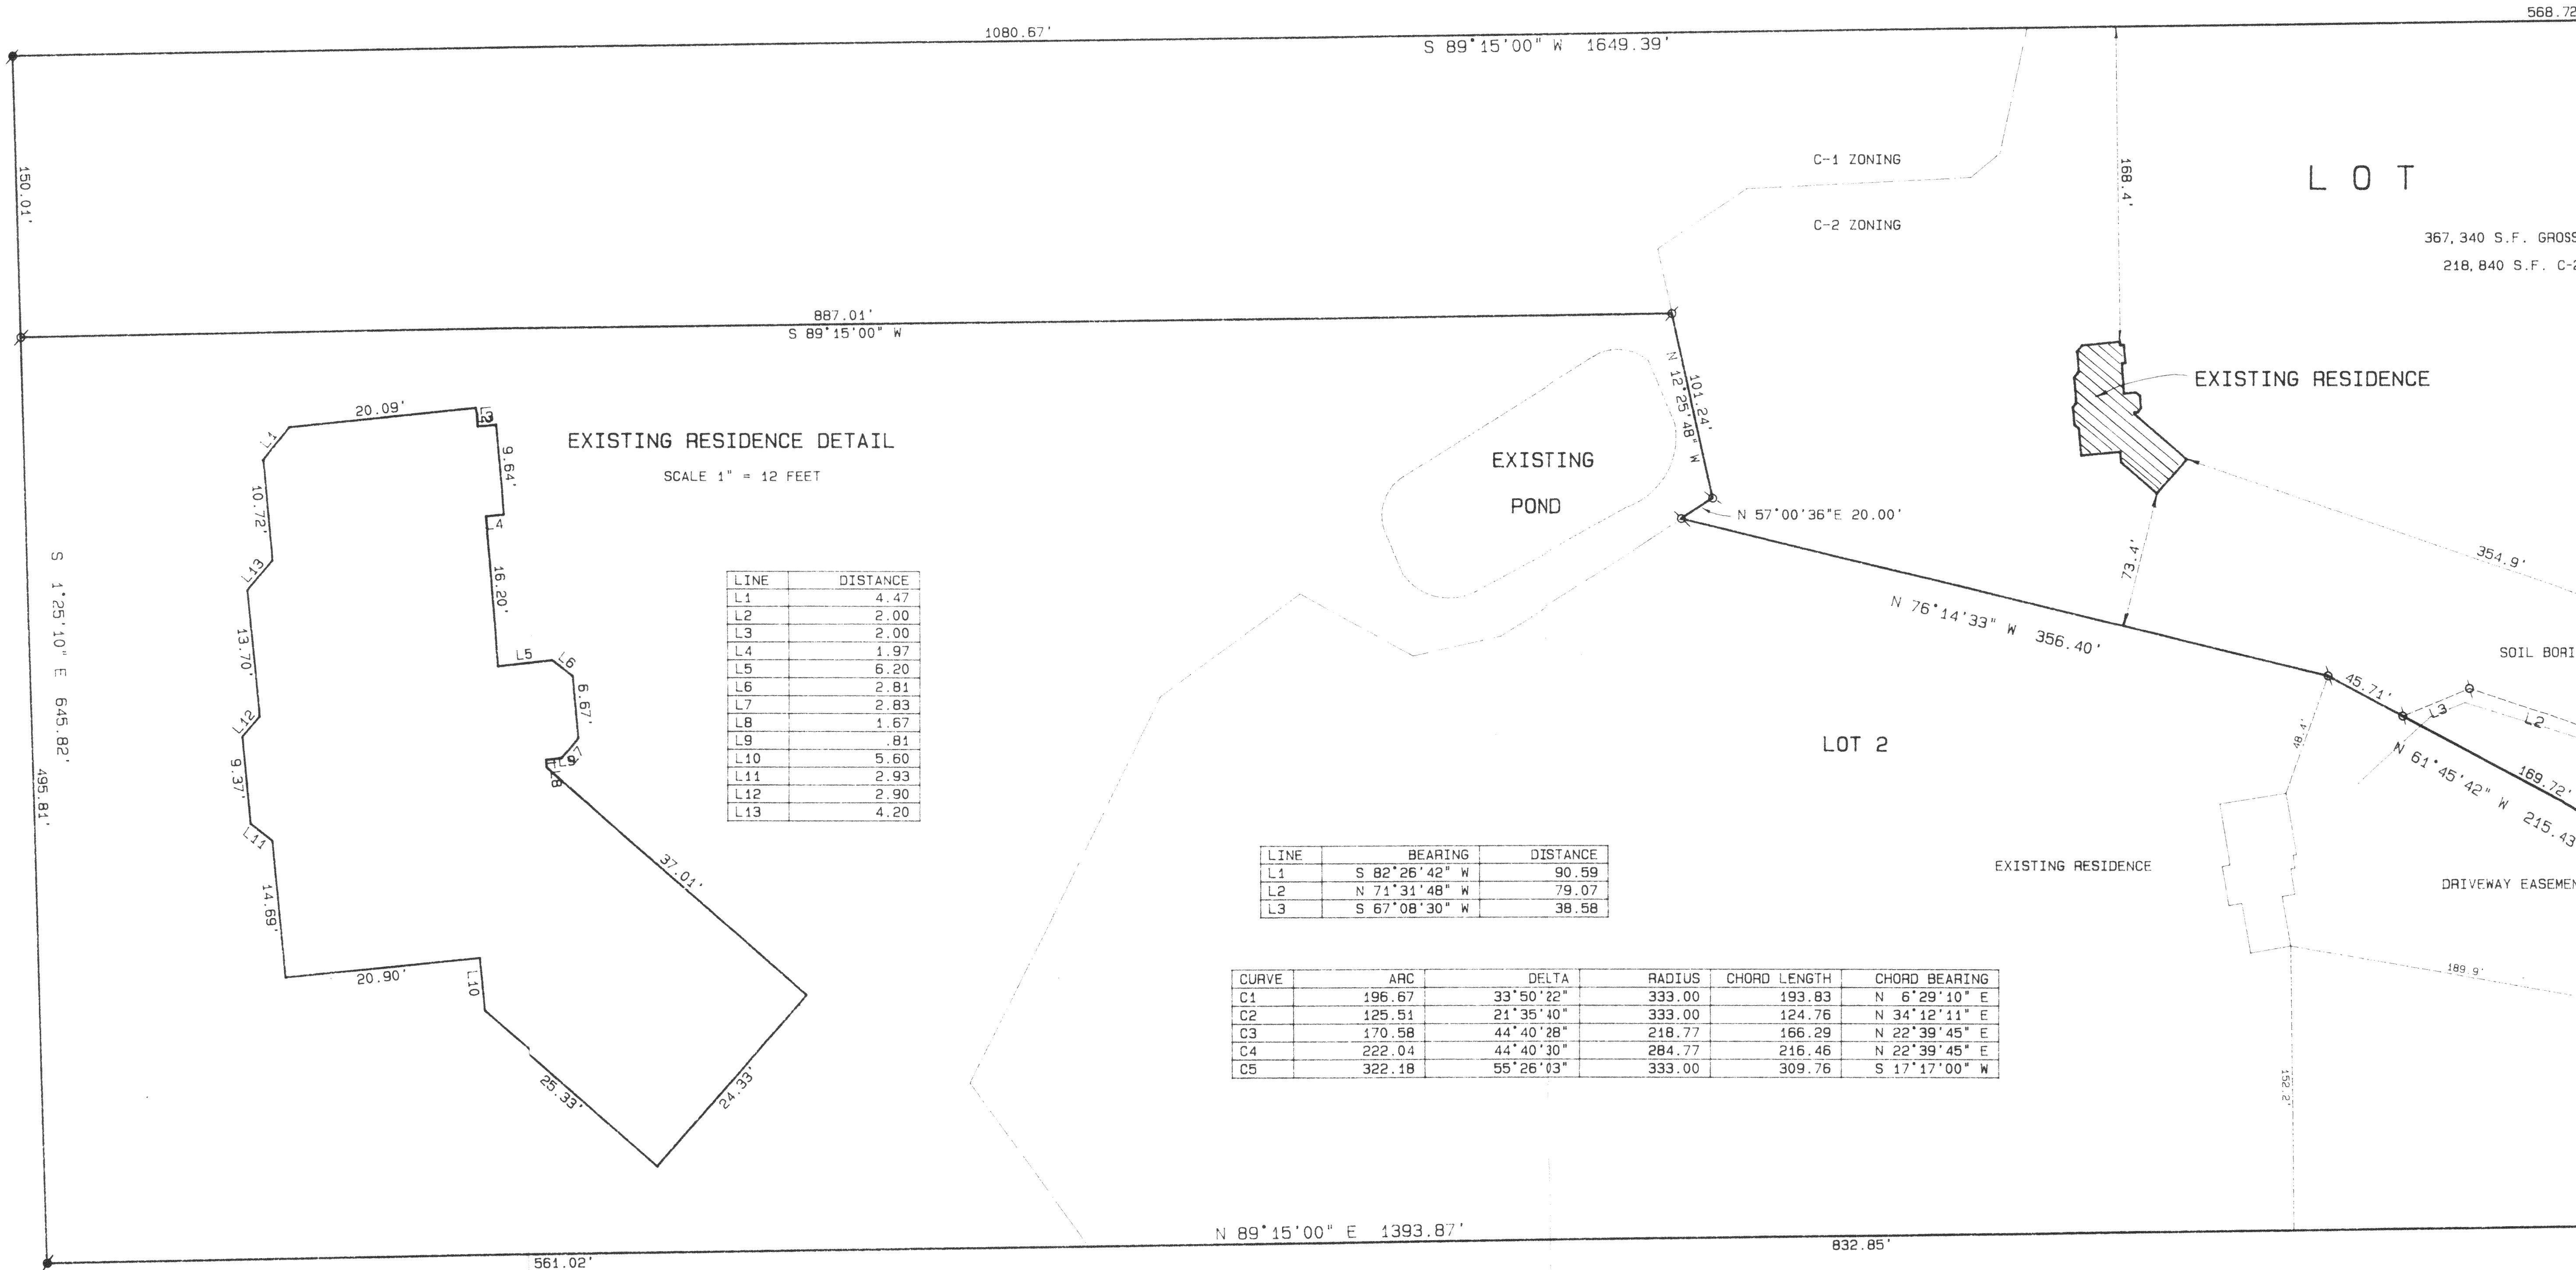 568.72
1080.67'
S 89°15'00" W 1649.39'
C-1 ZONING
150.01'
168.4'
LOT
C-2 ZONING
367,340 S.F. GROSS
218,840 S.F. C-2
887.01'
S 89°15'00" W
N 12°25'48" W
101.24'
EXISTING RESIDENCE
20.09'
L1
L2
L3
EXISTING RESIDENCE DETAIL
SCALE 1" = 12 FEET
9.64'
10.72'
L4
EXISTING
POND
N 57°00'36"E 20.00'
73.4'
354.9'
L13
16.20'
13.70'
S 1°25'10" E 645.82'
495.81'
LINE DISTANCE
L1 4.47
L2 2.00
L3 2.00
L4 1.97
L5 6.20
L6 2.81
L7 2.83
L8 1.67
L9 .81
L10 5.60
L11 2.93
L12 2.90
L13 4.20
N 76°14'33" W 356.40'
SOIL BORI
L5
L6
6.67'
45.71'
L3
L2
L12
9.37'
L7
L9
L8
LOT 2
48.4'
N 61°45'42" W 215.43
169.72'
L11
37.01'
14.69'
LINE BEARING DISTANCE
L1 S 82°26'42" W 90.59
L2 N 71°31'48" W 79.07
L3 S 67°08'30" W 38.58
EXISTING RESIDENCE
DRIVEWAY EASEMEN
20.90'
L10
189.9'
CURVE ARC DELTA RADIUS CHORD LENGTH CHORD BEARING
C1 196.67 33°50'22" 333.00 193.83 N 6°29'10" E
C2 125.51 21°35'40" 333.00 124.76 N 34°12'11" E
C3 170.58 44°40'28" 218.77 166.29 N 22°39'45" E
C4 222.04 44°40'30" 284.77 216.46 N 22°39'45" E
C5 322.18 55°26'03" 333.00 309.76 S 17°17'00" W
25.33'
24.33'
152.2'
N 89°15'00" E 1393.87'
832.85'
561.02'